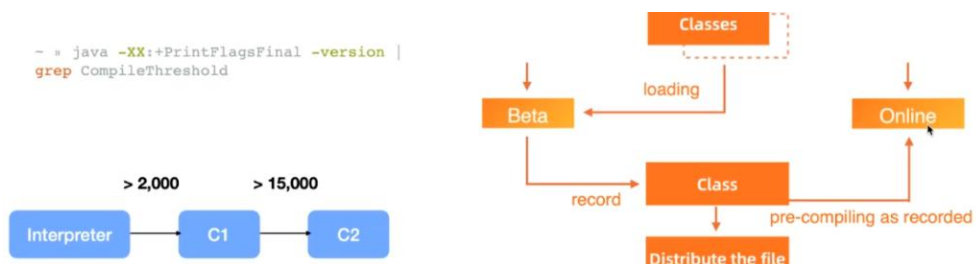 ~ » java -XX:+PrintFlagsFinal -version |
grep CompileThreshold
> 2,000
> 15,000
Interpreter
C1
C2
Classes
loading
Beta
Online
record
Class
pre-compiling as recorded
Distribute the file